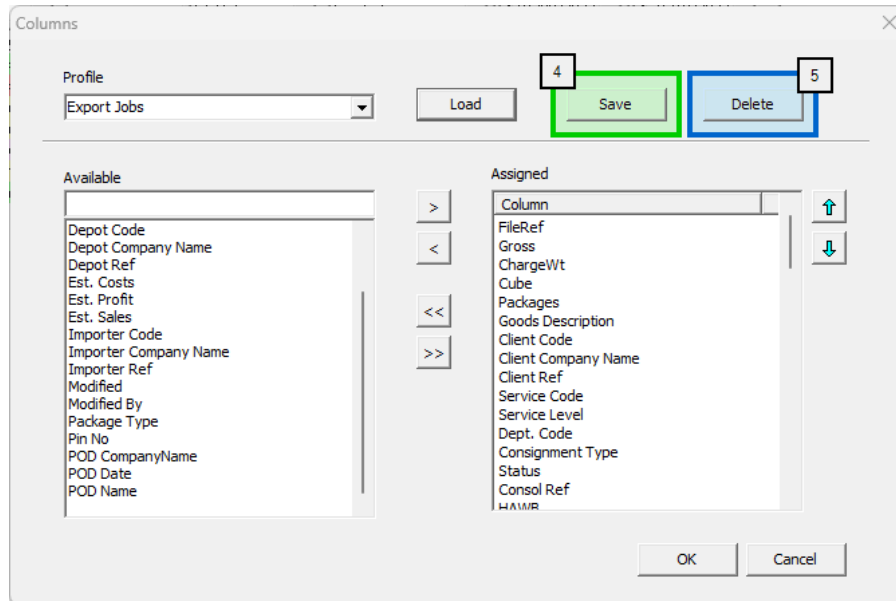 Columns
Profile
Export Jobs
Load
4
Save
5
Delete
Available
Depot Code
Depot Company Name
Depot Ref
Est. Costs
Est. Profit
Est. Sales
Importer Code
Importer Company Name
Importer Ref
Modified
Modified By
Package Type
Pin No
POD CompanyName
POD Date
POD Name
>
<
<<
>>
Assigned
Column
FileRef
Gross
ChargeWt
Cube
Packages
Goods Description
Client Code
Client Company Name
Client Ref
Service Code
Service Level
Dept. Code
Consignment Type
Status
Consol Ref
HAWB
OK
Cancel